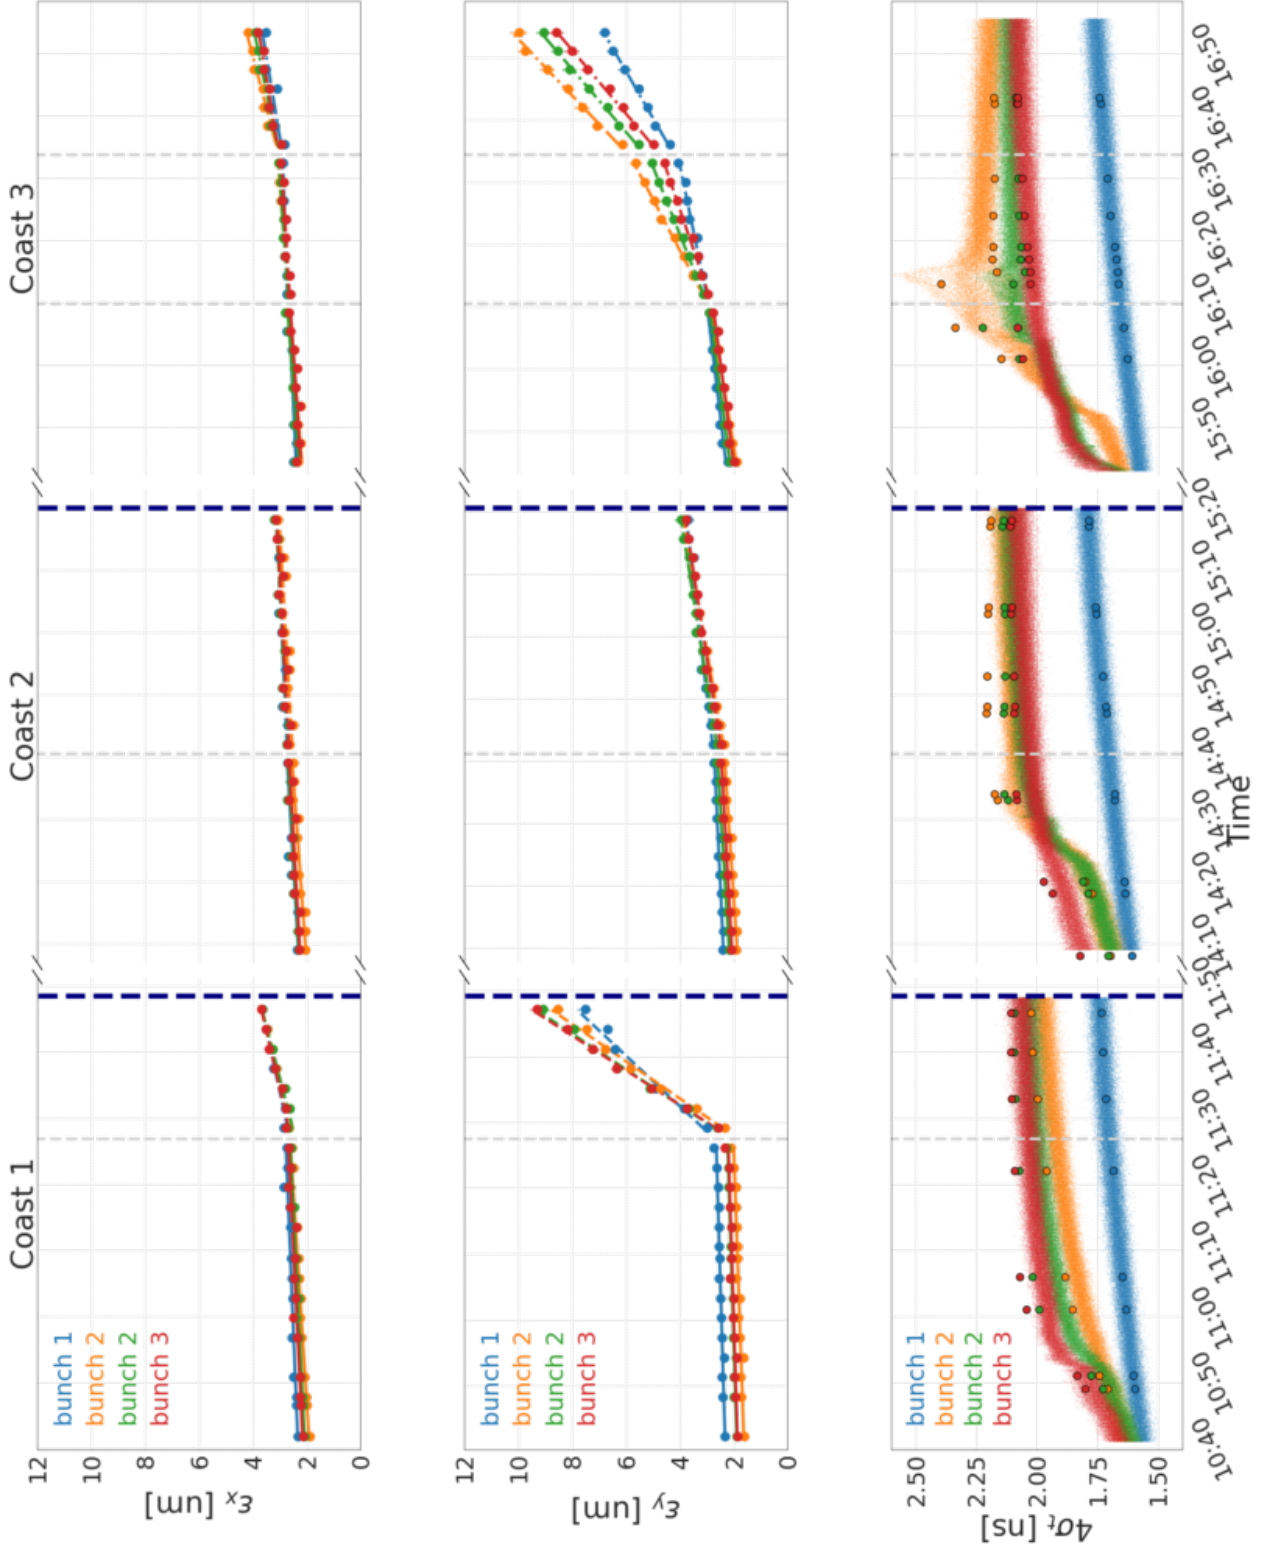 Coast 1
Coast 2
Coast 3
12
10
8
6
4
2
0
εx [um]
bunch 1
bunch 2
bunch 2
bunch 3
12
10
8
6
4
2
0
εy [um]
bunch 1
bunch 2
bunch 2
bunch 3
2.50
2.25
2.00
1.75
1.50
4σt [ns]
bunch 1
bunch 2
bunch 2
bunch 3
10:40
10:50
11:00
11:10
11:20
11:30
11:40
11:50
14:10
14:20
14:30
14:40
14:50
15:00
15:10
15:20
15:50
16:00
16:10
16:20
16:30
16:40
16:50
Time